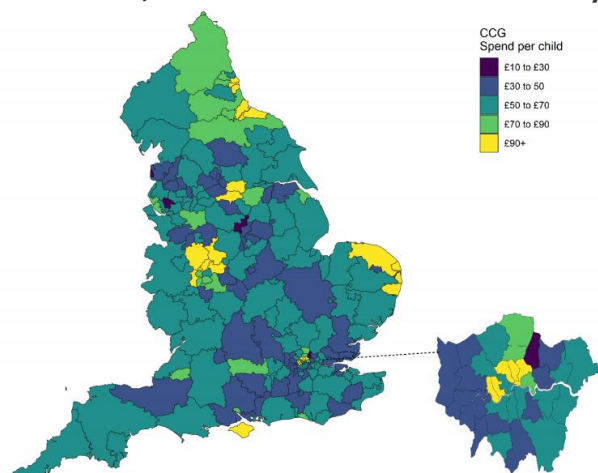 CCG
Spend per child
£10 to £30
£30 to 50
£50 to £70
£70 to £90
£90+